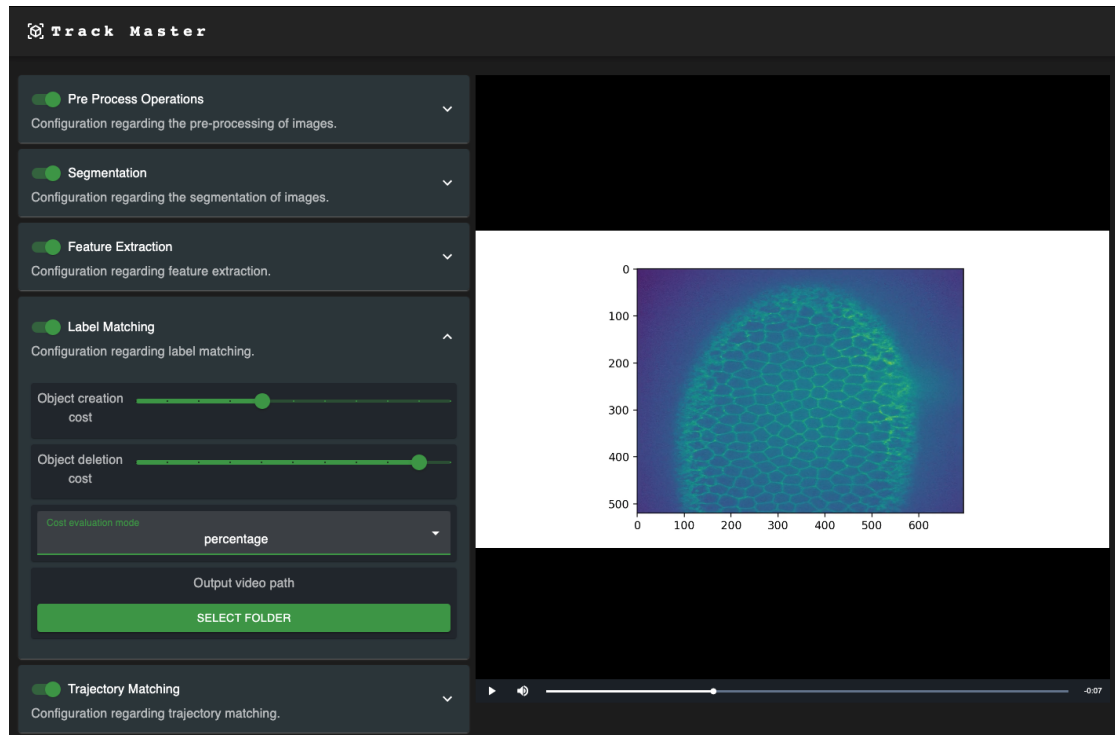 Track Master
Pre Process Operations
Configuration regarding the pre-processing of images.
Segmentation
Configuration regarding the segmentation of images.
Feature Extraction
Configuration regarding feature extraction.
Label Matching
Configuration regarding label matching.
Object creation
cost
Object deletion
cost
Cost evaluation mode
percentage
Output video path
SELECT FOLDER
Trajectory Matching
Configuration regarding trajectory matching.
0
100
200
300
400
500
0 100 200 300 400 500 600
-0:07